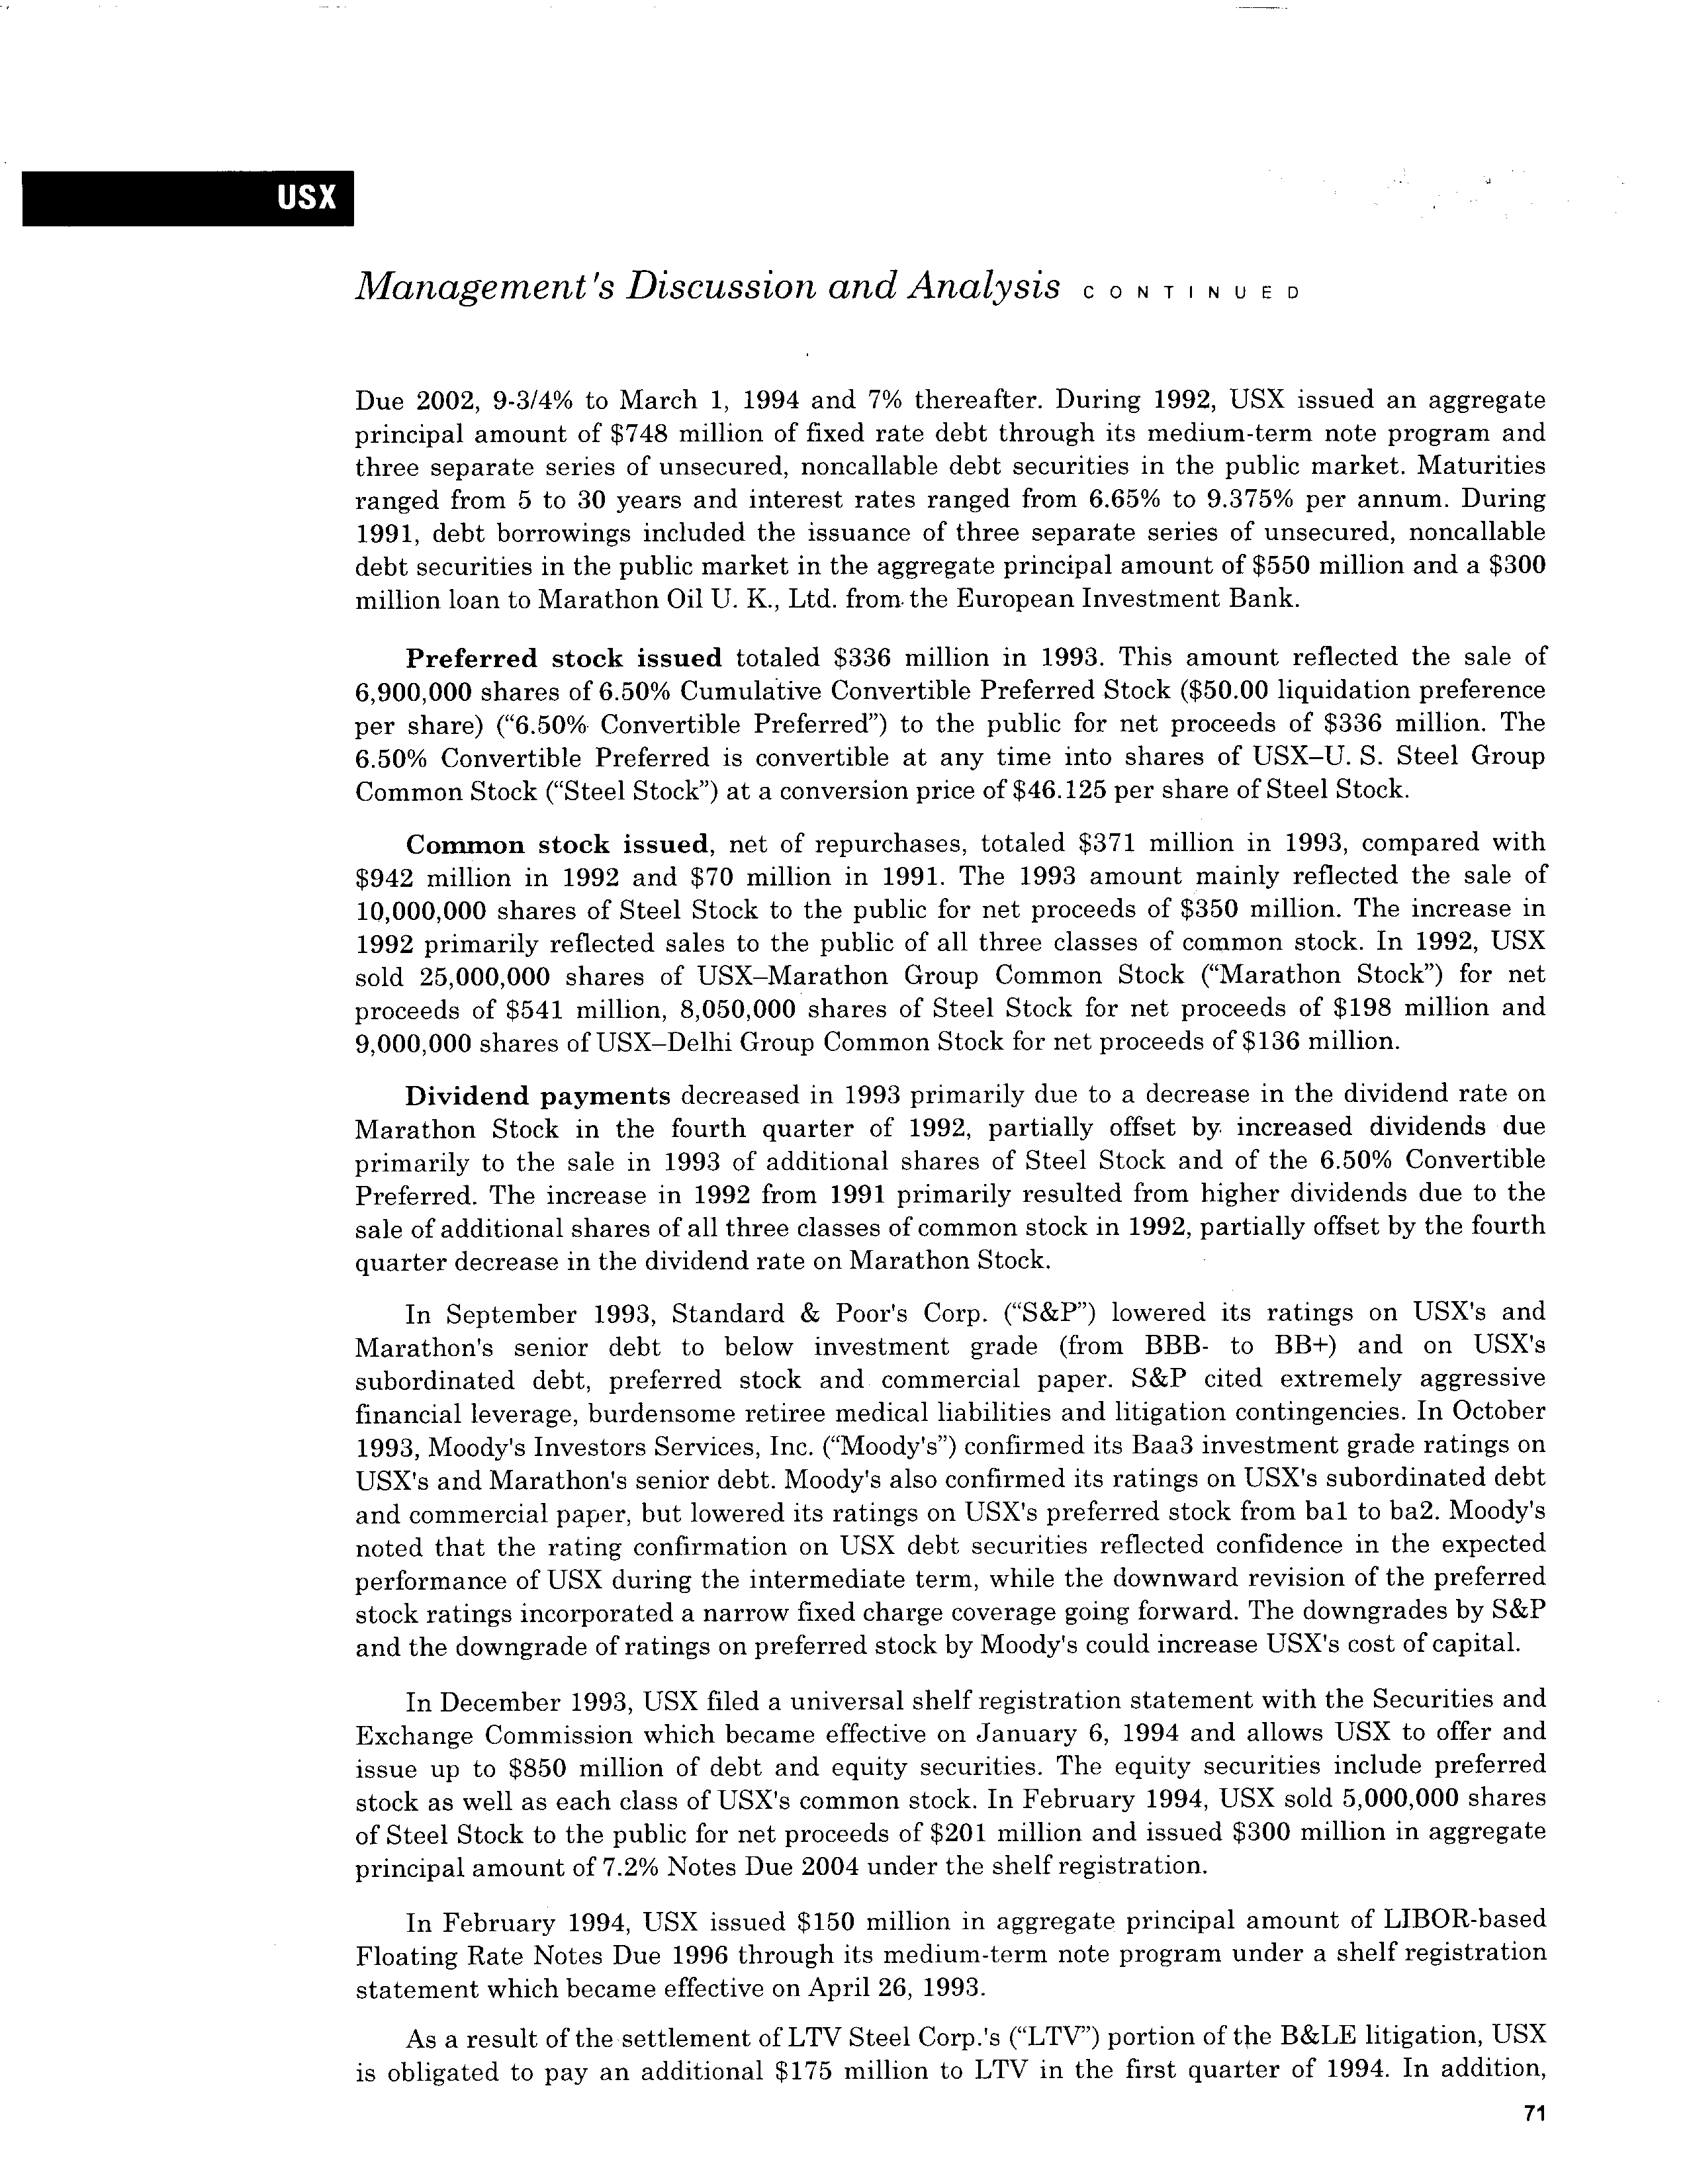 USX
Management's Discussion and Analysis CONTINUED
Due 2002, 9-3/4% to March 1, 1994 and 7% thereafter. During 1992, USX issued an aggregate
principal amount of $748 million of fixed rate debt through its medium-term note program and
three separate series of unsecured, noncallable debt securities in the public market. Maturities
ranged from 5 to 30 years and interest rates ranged from 6.65% to 9.375% per annum. During
1991, debt borrowings included the issuance of three separate series of unsecured, noncallable
debt securities in the public market in the aggregate principal amount of $550 million and a $300
million loan to Marathon Oil U. K., Ltd. from the European Investment Bank.
Preferred stock issued totaled $336 million in 1993. This amount reflected the sale of
6,900,000 shares of 6.50% Cumulative Convertible Preferred Stock ($50.00 liquidation preference
per share) (“6.50% Convertible Preferred”) to the public for net proceeds of $336 million. The
6.50% Convertible Preferred is convertible at any time into shares of USX–U. S. Steel Group
Common Stock (“Steel Stock”) at a conversion price of $46.125 per share of Steel Stock.
Common stock issued, net of repurchases, totaled $371 million in 1993, compared with
$942 million in 1992 and $70 million in 1991. The 1993 amount mainly reflected the sale of
10,000,000 shares of Steel Stock to the public for net proceeds of $350 million. The increase in
1992 primarily reflected sales to the public of all three classes of common stock. In 1992, USX
sold 25,000,000 shares of USX–Marathon Group Common Stock (“Marathon Stock”) for net
proceeds of $541 million, 8,050,000 shares of Steel Stock for net proceeds of $198 million and
9,000,000 shares of USX–Delhi Group Common Stock for net proceeds of $136 million.
Dividend payments decreased in 1993 primarily due to a decrease in the dividend rate on
Marathon Stock in the fourth quarter of 1992, partially offset by increased dividends due
primarily to the sale in 1993 of additional shares of Steel Stock and of the 6.50% Convertible
Preferred. The increase in 1992 from 1991 primarily resulted from higher dividends due to the
sale of additional shares of all three classes of common stock in 1992, partially offset by the fourth
quarter decrease in the dividend rate on Marathon Stock.
In September 1993, Standard & Poor's Corp. (“S&P”) lowered its ratings on USX's and
Marathon's senior debt to below investment grade (from BBB- to BB+) and on USX's
subordinated debt, preferred stock and commercial paper. S&P cited extremely aggressive
financial leverage, burdensome retiree medical liabilities and litigation contingencies. In October
1993, Moody's Investors Services, Inc. (“Moody's”) confirmed its Baa3 investment grade ratings on
USX's and Marathon's senior debt. Moody's also confirmed its ratings on USX's subordinated debt
and commercial paper, but lowered its ratings on USX's preferred stock from ba1 to ba2. Moody's
noted that the rating confirmation on USX debt securities reflected confidence in the expected
performance of USX during the intermediate term, while the downward revision of the preferred
stock ratings incorporated a narrow fixed charge coverage going forward. The downgrades by S&P
and the downgrade of ratings on preferred stock by Moody's could increase USX's cost of capital.
In December 1993, USX filed a universal shelf registration statement with the Securities and
Exchange Commission which became effective on January 6, 1994 and allows USX to offer and
issue up to $850 million of debt and equity securities. The equity securities include preferred
stock as well as each class of USX's common stock. In February 1994, USX sold 5,000,000 shares
of Steel Stock to the public for net proceeds of $201 million and issued $300 million in aggregate
principal amount of 7.2% Notes Due 2004 under the shelf registration.
In February 1994, USX issued $150 million in aggregate principal amount of LIBOR-based
Floating Rate Notes Due 1996 through its medium-term note program under a shelf registration
statement which became effective on April 26, 1993.
As a result of the settlement of LTV Steel Corp.'s (“LTV”) portion of the B&LE litigation, USX
is obligated to pay an additional $175 million to LTV in the first quarter of 1994. In addition,
71